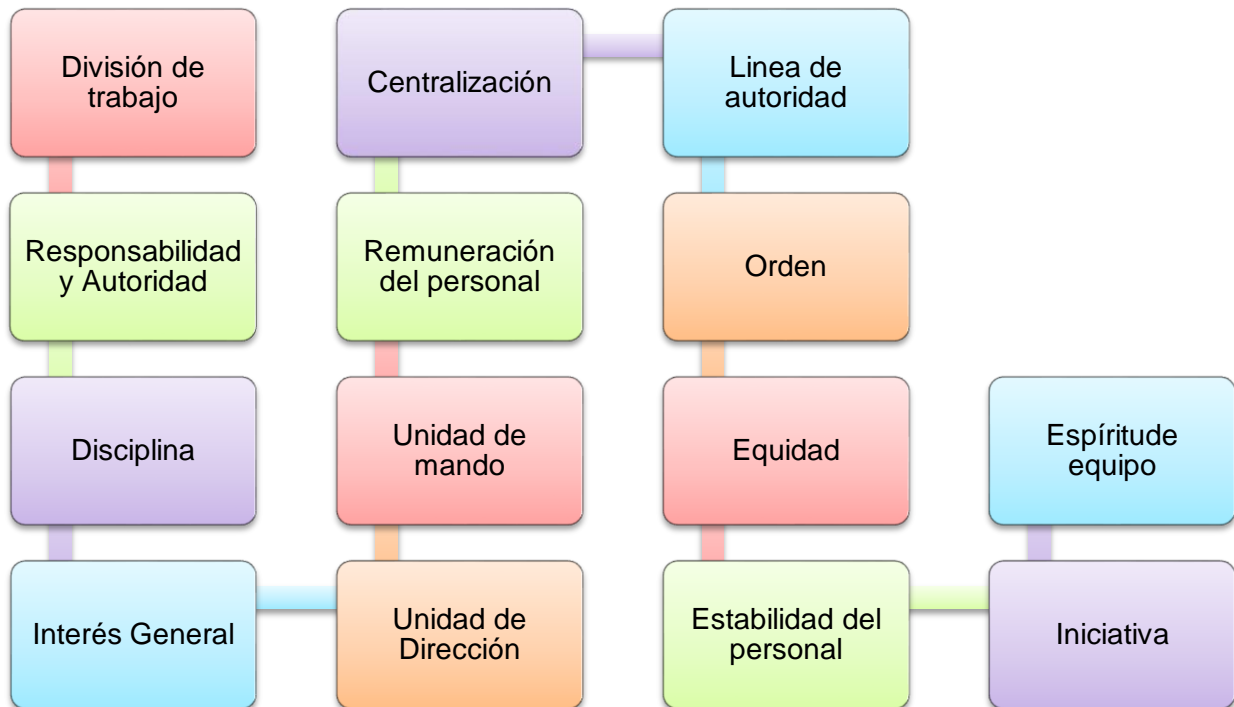 División de
trabajo
Responsabilidad
y Autoridad
Disciplina
Interés General
Unidad de
Dirección
Unidad de
mando
Remuneración
del personal
Centralización
Linea de
autoridad
Orden
Equidad
Estabilidad del
personal
Iniciativa
Espíritude
equipo